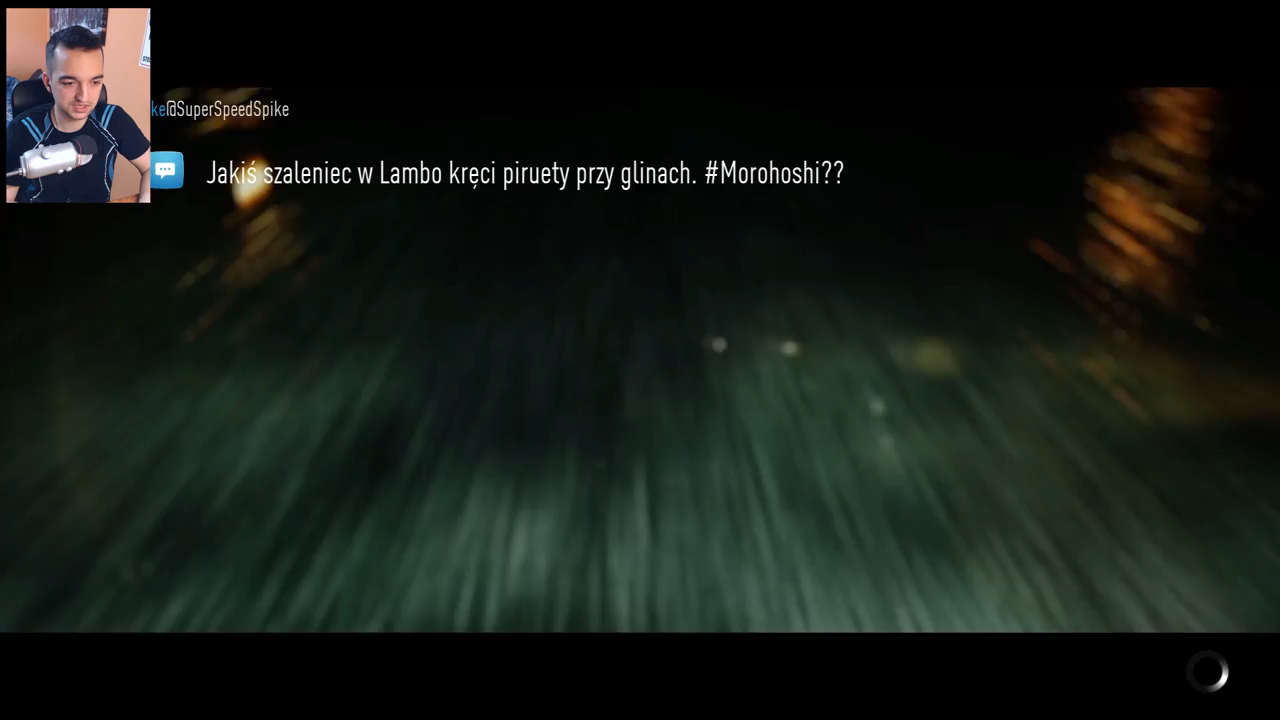 ke@SuperSpeedSpike
Jakiś szaleniec w Lambo kręci piruety przy glinach. #Morohoshi??